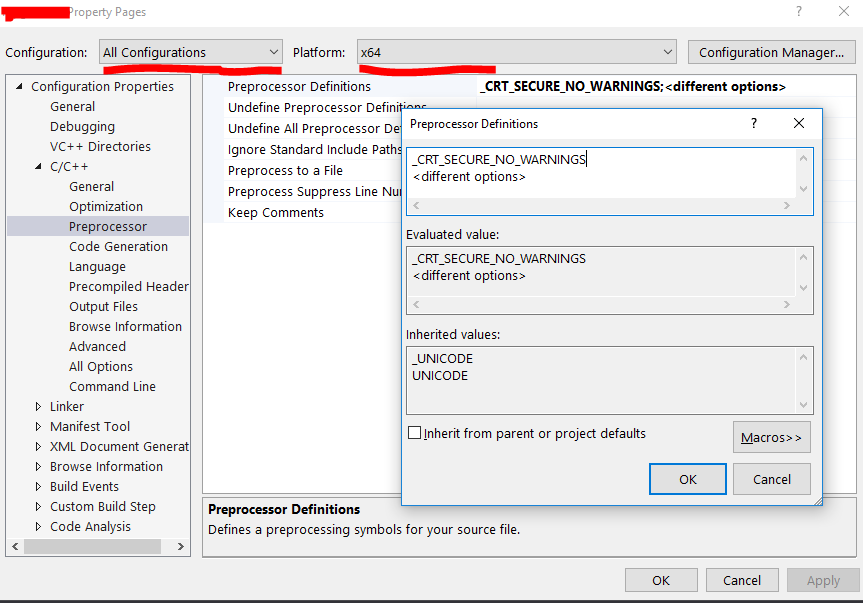 Property Pages
?
Configuration: All Configurations Platform: x64 Configuration Manager...
Configuration Properties
General
Debugging
VC++ Directories
C/C++
General
Optimization
Preprocessor
Code Generation
Language
Precompiled Header
Output Files
Browse Information
Advanced
All Options
Command Line
Linker
Manifest Tool
XML Document Generat
Browse Information
Build Events
Custom Build Step
Code Analysis
Preprocessor Definitions _CRT_SECURE_NO_WARNINGS;<different options>
Undefine Preprocessor Definitions
Undefine All Preprocessor De
Ignore Standard Include Paths
Preprocess to a File
Preprocess Suppress Line Nu
Keep Comments
Preprocessor Definitions ?
_CRT_SECURE_NO_WARNINGS
<different options>
Evaluated value:
_CRT_SECURE_NO_WARNINGS
<different options>
Inherited values:
_UNICODE
UNICODE
Inherit from parent or project defaults
Macros>>
OK Cancel
Preprocessor Definitions
Defines a preprocessing symbols for your source file.
OK Cancel Apply